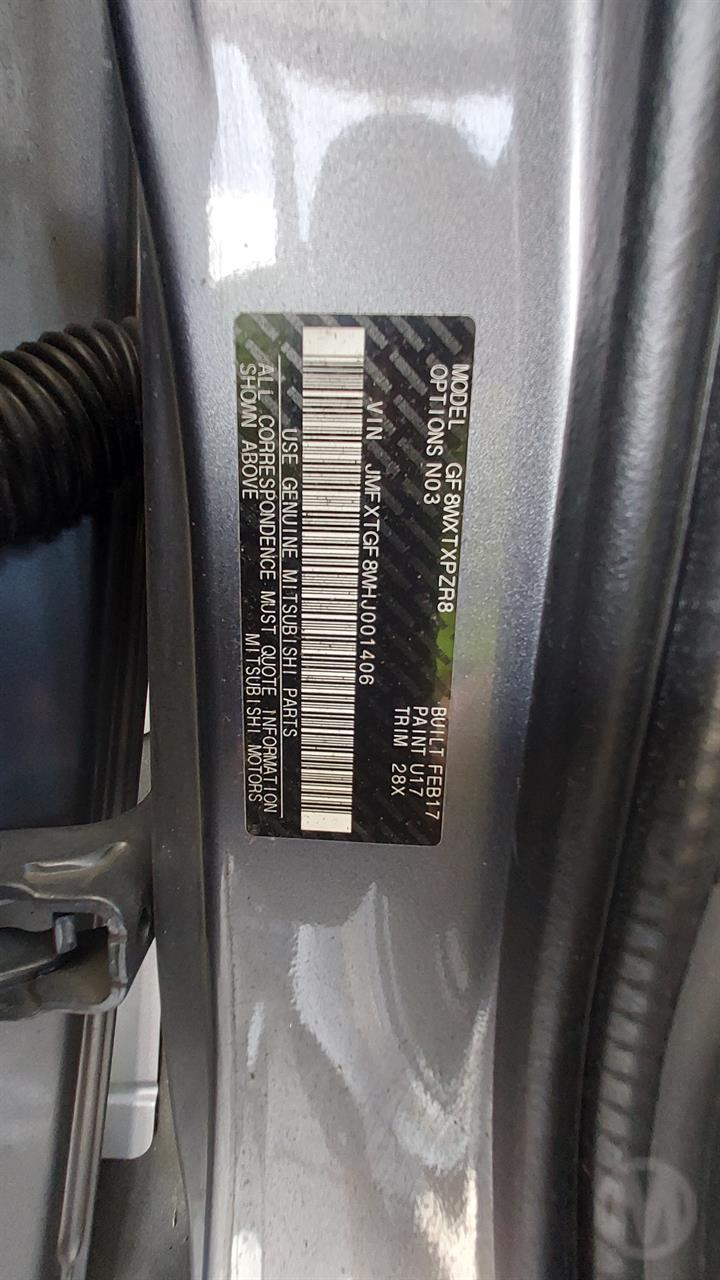 MODEL GF8WXTXPZR8 BUILT FEB17
OPTIONS N03 PAINT U17
TRIM 28X
VIN JMFXTGF8WHJ001406
USE GENUINE MITSUBISHI PARTS
ALL CORRESPONDENCE MUST QUOTE INFORMATION
SHOWN ABOVE MITSUBISHI MOTORS
M